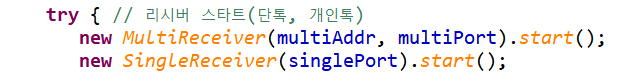 try { // 리시버 스타트(단톡, 개인톡)
new MultiReceiver(multiAddr, multiPort).start();
new SingleReceiver(singlePort).start();